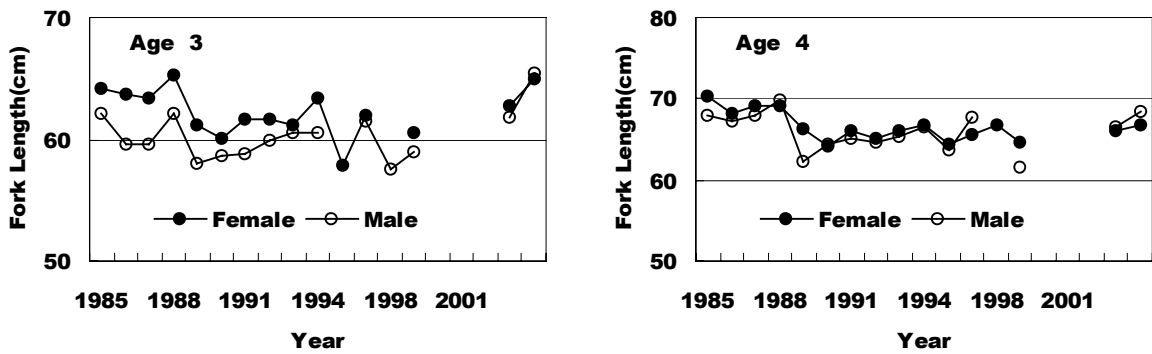 70
Age 3
60
Fork Length(cm)
Female
Male
50
1985 1988 1991 1994 1998 2001
Year
80
Age 4
70
Fork Length(cm)
60
Female
Male
50
1985 1988 1991 1994 1998 2001
Year